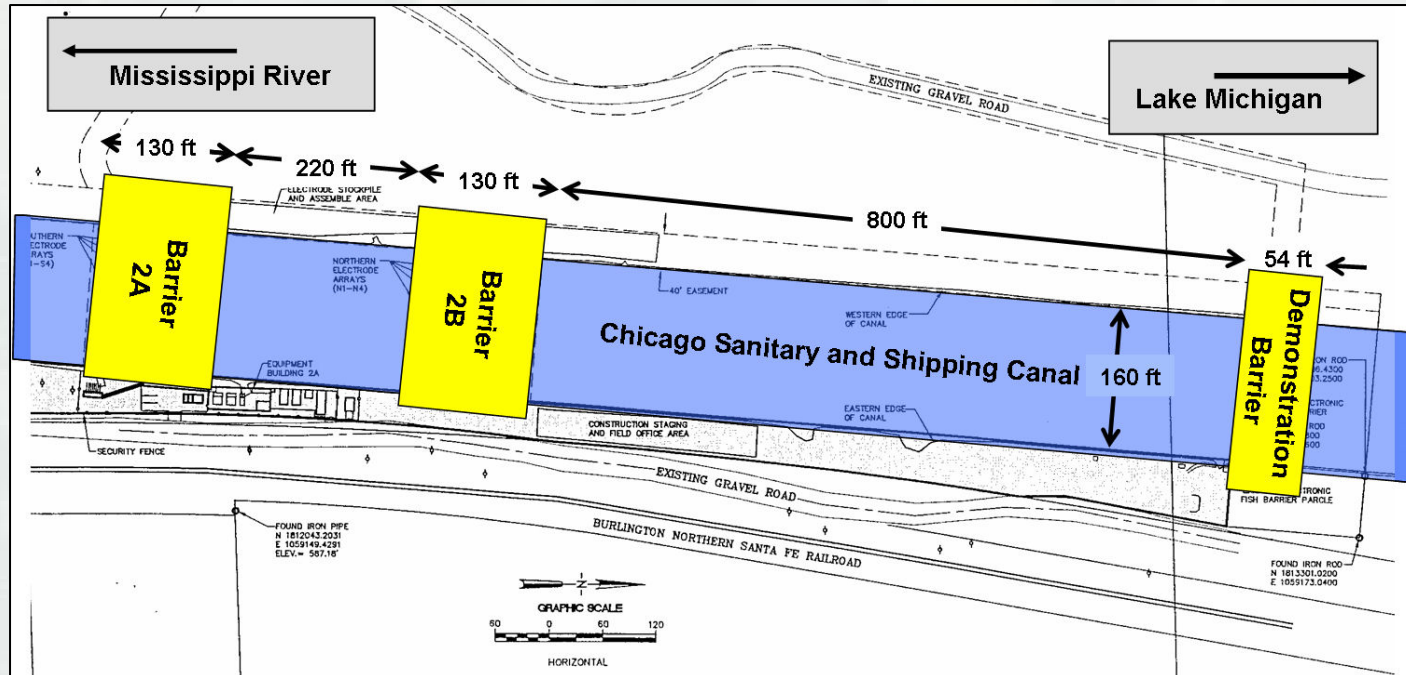 Mississippi River
Lake Michigan
EXISTING GRAVEL ROAD
130 ft
220 ft
130 ft
800 ft
54 ft
ELECTRODE STOCKPILE
AND ASSEMBLE AREA
ELECTRODE
ARRAYS
Barrier
2A
NORTHERN
ELECTRODE
ARRAYS
(N1-N4)
Barrier
2B
40' EASEMENT
WESTERN EDGE
OF CANAL
Chicago Sanitary and Shipping Canal
160 ft
Demonstration
Barrier
EQUIPMENT
BUILDING 2A
EASTERN EDGE
OF CANAL
CONSTRUCTION STAGING
AND FIELD OFFICE AREA
SECURITY FENCE
EXISTING GRAVEL ROAD
FISH BARRIER PARCLE
BURLINGTON NORTHERN SANTA FE RAILROAD
FOUND IRON PIPE
N 1812043.2031
E 1059149.4291
ELEV.= 587.18'
FOUND IRON ROD
N 1813301.0200
E 1059173.0400
N
GRAPHIC SCALE
60 0 60 120
HORIZONTAL